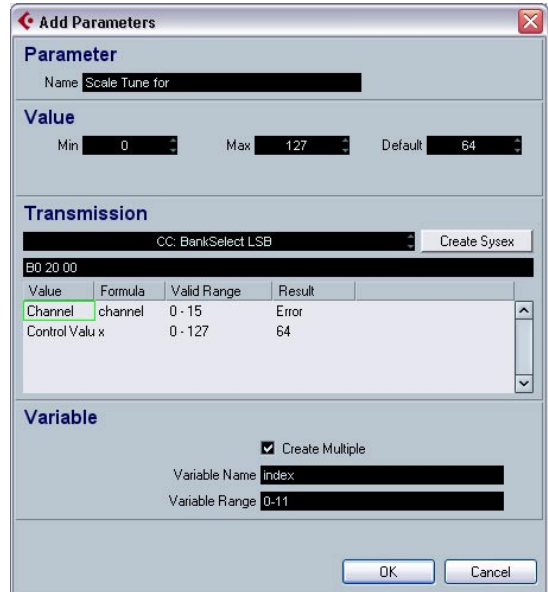 Add Parameters
Parameter
Name Scale Tune for
Value
Min 0 Max 127 Default 64
Transmission
CC: BankSelect LSB Create Sysex
B0 20 00
Value Formula Valid Range Result
Channel channel 0 - 15 Error
Control Valu x 0 - 127 64
Variable
Create Multiple
Variable Name index
Variable Range 0-11
OK Cancel